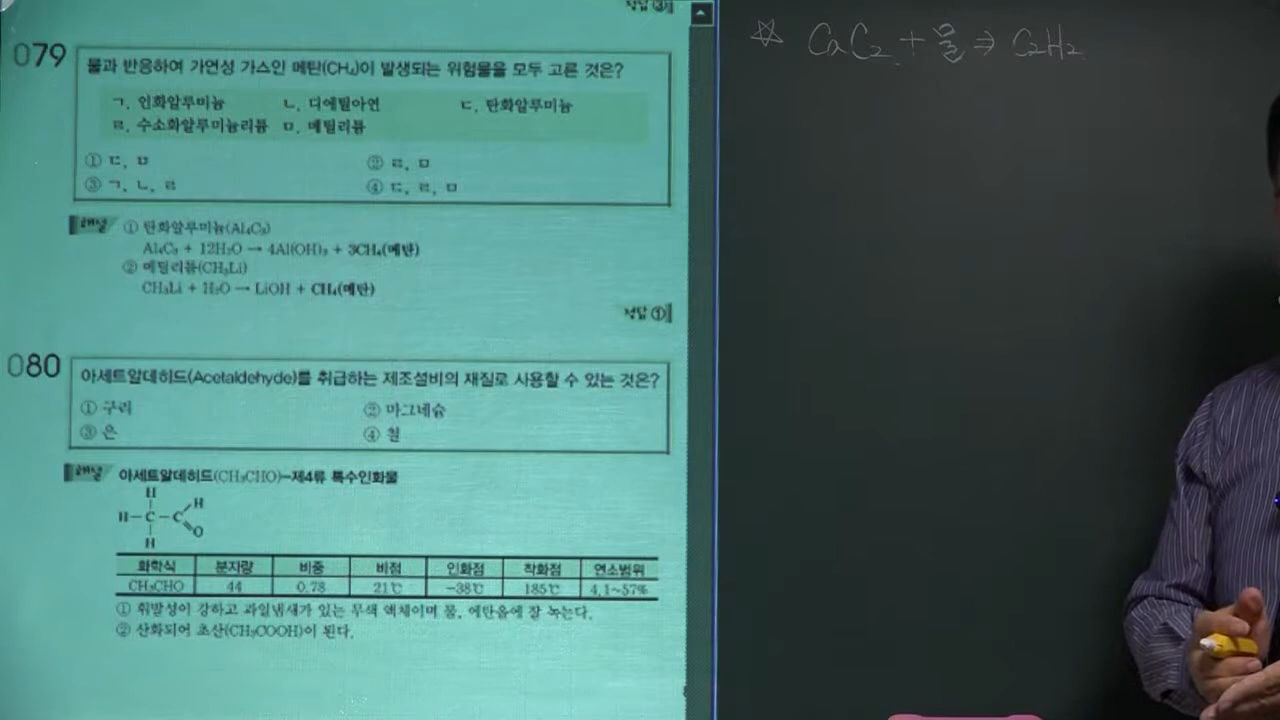 정답 ③
079
물과 반응하여 가연성 가스인 메탄(CH₄)이 발생되는 위험물을 모두 고른 것은?
ㄱ. 인화알루미늄 ㄴ. 디에틸아연 ㄷ. 탄화알루미늄
ㄹ. 수소화알루미늄리튬 ㅁ. 메틸리튬
① ㄷ, ㅁ ② ㄹ, ㅁ
③ ㄱ, ㄴ, ㄹ ④ ㄷ, ㄹ, ㅁ
해설 ① 탄화알루미늄(Al₄C₃)
Al₄C₃ + 12H₂O → 4Al(OH)₃ + 3CH₄(메탄)
② 메틸리튬(CH₃Li)
CH₃Li + H₂O → LiOH + CH₄(메탄)
정답 ①
080
아세트알데히드(Acetaldehyde)를 취급하는 제조설비의 재질로 사용할 수 있는 것은?
① 구리 ② 마그네슘
③ 은 ④ 철
해설 아세트알데히드(CH₃CHO)-제4류 특수인화물
H
H-C-C H
O
H
화학식 분자량 비중 비점 인화점 착화점 연소범위
CH₃CHO 44 0.78 21℃ -38℃ 185℃ 4.1~57%
① 휘발성이 강하고 과일냄새가 있는 무색 액체이며 물, 에탄올에 잘 녹는다.
② 산화되어 초산(CH₃COOH)이 된다.
☆ CaC₂ + 물 ⇒ C₂H₂